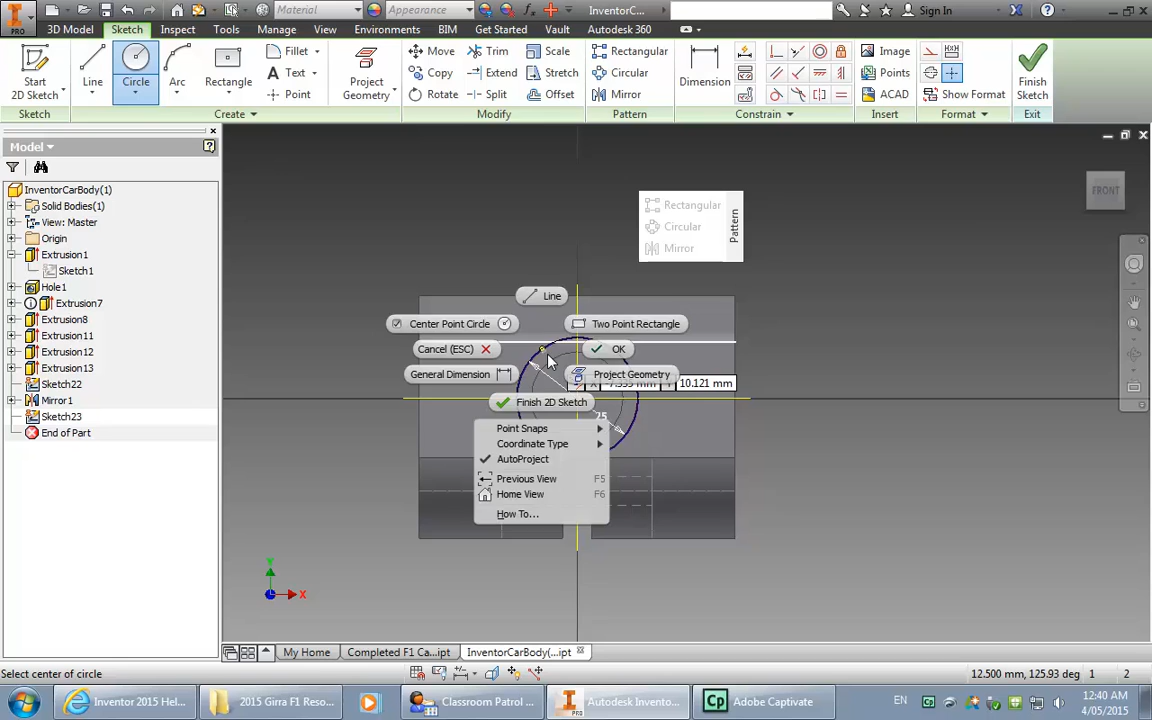 Material
Appearance
InventorC...
Sign In
PRO
3D Model
Sketch
Inspect
Tools
Manage
View
Environments
BIM
Get Started
Vault
Autodesk 360
Start
2D Sketch
Line
Circle
Arc
Rectangle
Fillet
Text
Point
Project
Geometry
Move
Copy
Rotate
Trim
Extend
Split
Scale
Stretch
Offset
Rectangular
Circular
Mirror
Dimension
Image
Points
ACAD
Show Format
Finish
Sketch
Sketch
Create
Modify
Pattern
Constrain
Insert
Format
Exit
Model
InventorCarBody(1)
Solid Bodies(1)
View: Master
Origin
Extrusion1
Sketch1
Hole1
Extrusion7
Extrusion8
Extrusion11
Extrusion12
Extrusion13
Sketch22
Mirror1
Sketch23
End of Part
Rectangular
Circular
Mirror
Pattern
FRONT
Line
Center Point Circle
Two Point Rectangle
Cancel (ESC)
OK
General Dimension
Project Geometry
10.121 mm
Finish 2D Sketch
25
Point Snaps
Coordinate Type
AutoProject
Previous View F5
Home View F6
How To...
Y
X
My Home
Completed F1 Ca...ipt
InventorCarBody(...ipt
Select center of circle
12.500 mm, 125.93 deg 1 2
Inventor 2015 Hel...
2015 Girra F1 Reso...
Classroom Patrol ...
Autodesk Invento...
Adobe Captivate
EN
12:40 AM
4/05/2015